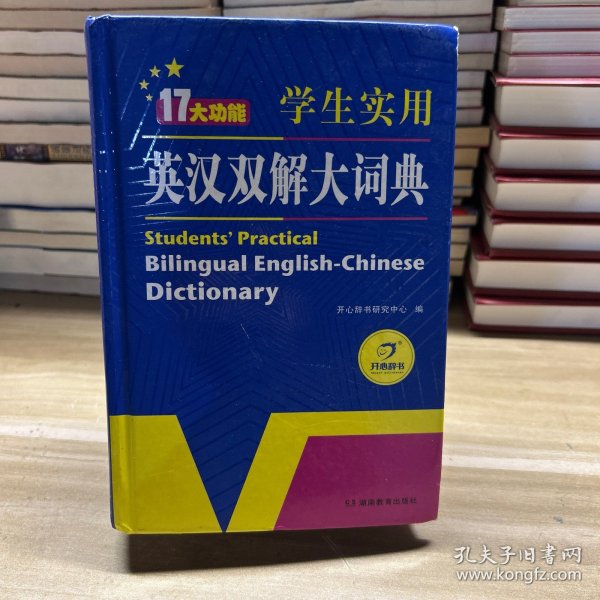 17大功能
学生实用
英汉双解大词典
Students' Practical
Bilingual English-Chinese
Dictionary
开心辞书研究中心 编
开心辞书
湖南教育出版社
孔夫子旧书网
www.kongfz.com